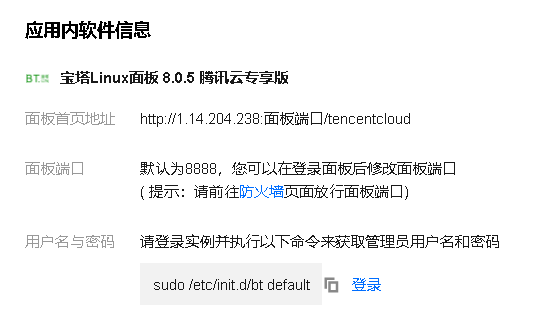 应用内软件信息
BT. 宝塔Linux面板 8.0.5 腾讯云专享版
面板首页地址 http://1.14.204.238:面板端口/tencentcloud
面板端口 默认为8888，您可以在登录面板后修改面板端口
( 提示：请前往防火墙页面放行面板端口)
用户名与密码 请登录实例并执行以下命令来获取管理员用户名和密码
sudo /etc/init.d/bt default 登录